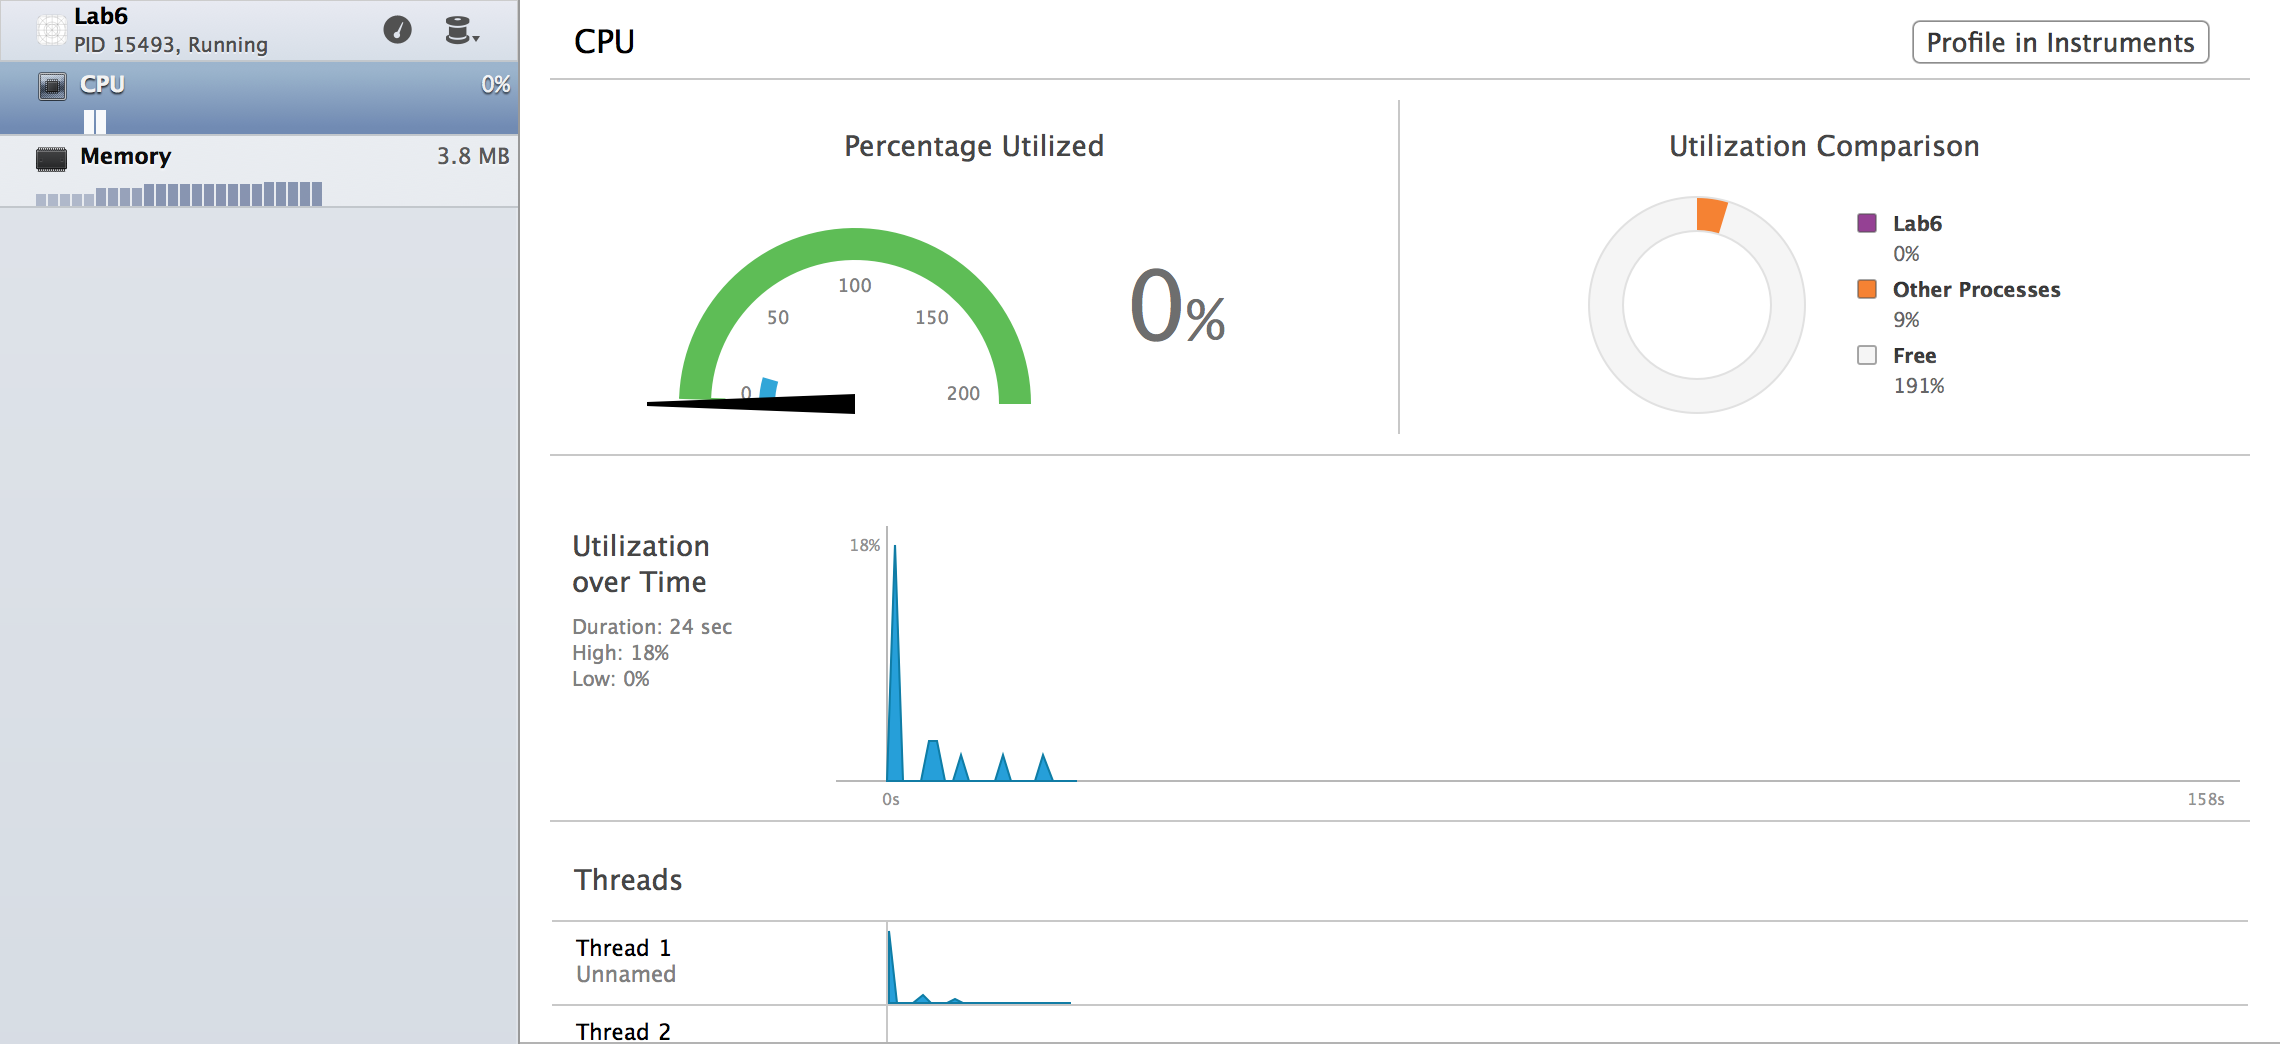 Lab6
PID 15493, Running
CPU
0%
Memory
3.8 MB
CPU
Profile in Instruments
Percentage Utilized
0
50
100
150
200
0%
Utilization Comparison
Lab6
0%
Other Processes
9%
Free
191%
Utilization
over Time
Duration: 24 sec
High: 18%
Low: 0%
18%
0s
158s
Threads
Thread 1
Unnamed
Thread 2